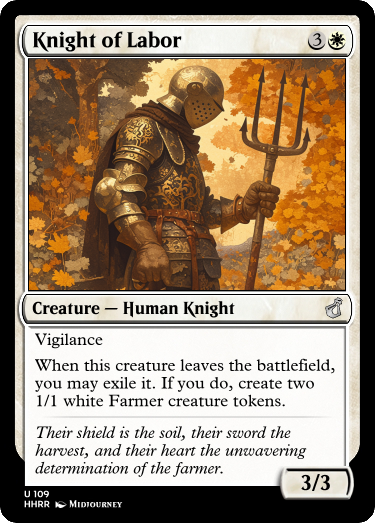 Knight of Labor 3
Creature — Human Knight
Vigilance
When this creature leaves the battlefield,
you may exile it. If you do, create two
1/1 white Farmer creature tokens.
Their shield is the soil, their sword the
harvest, and their heart the unwavering
determination of the farmer.
3/3
U 109
HHRR Midjourney